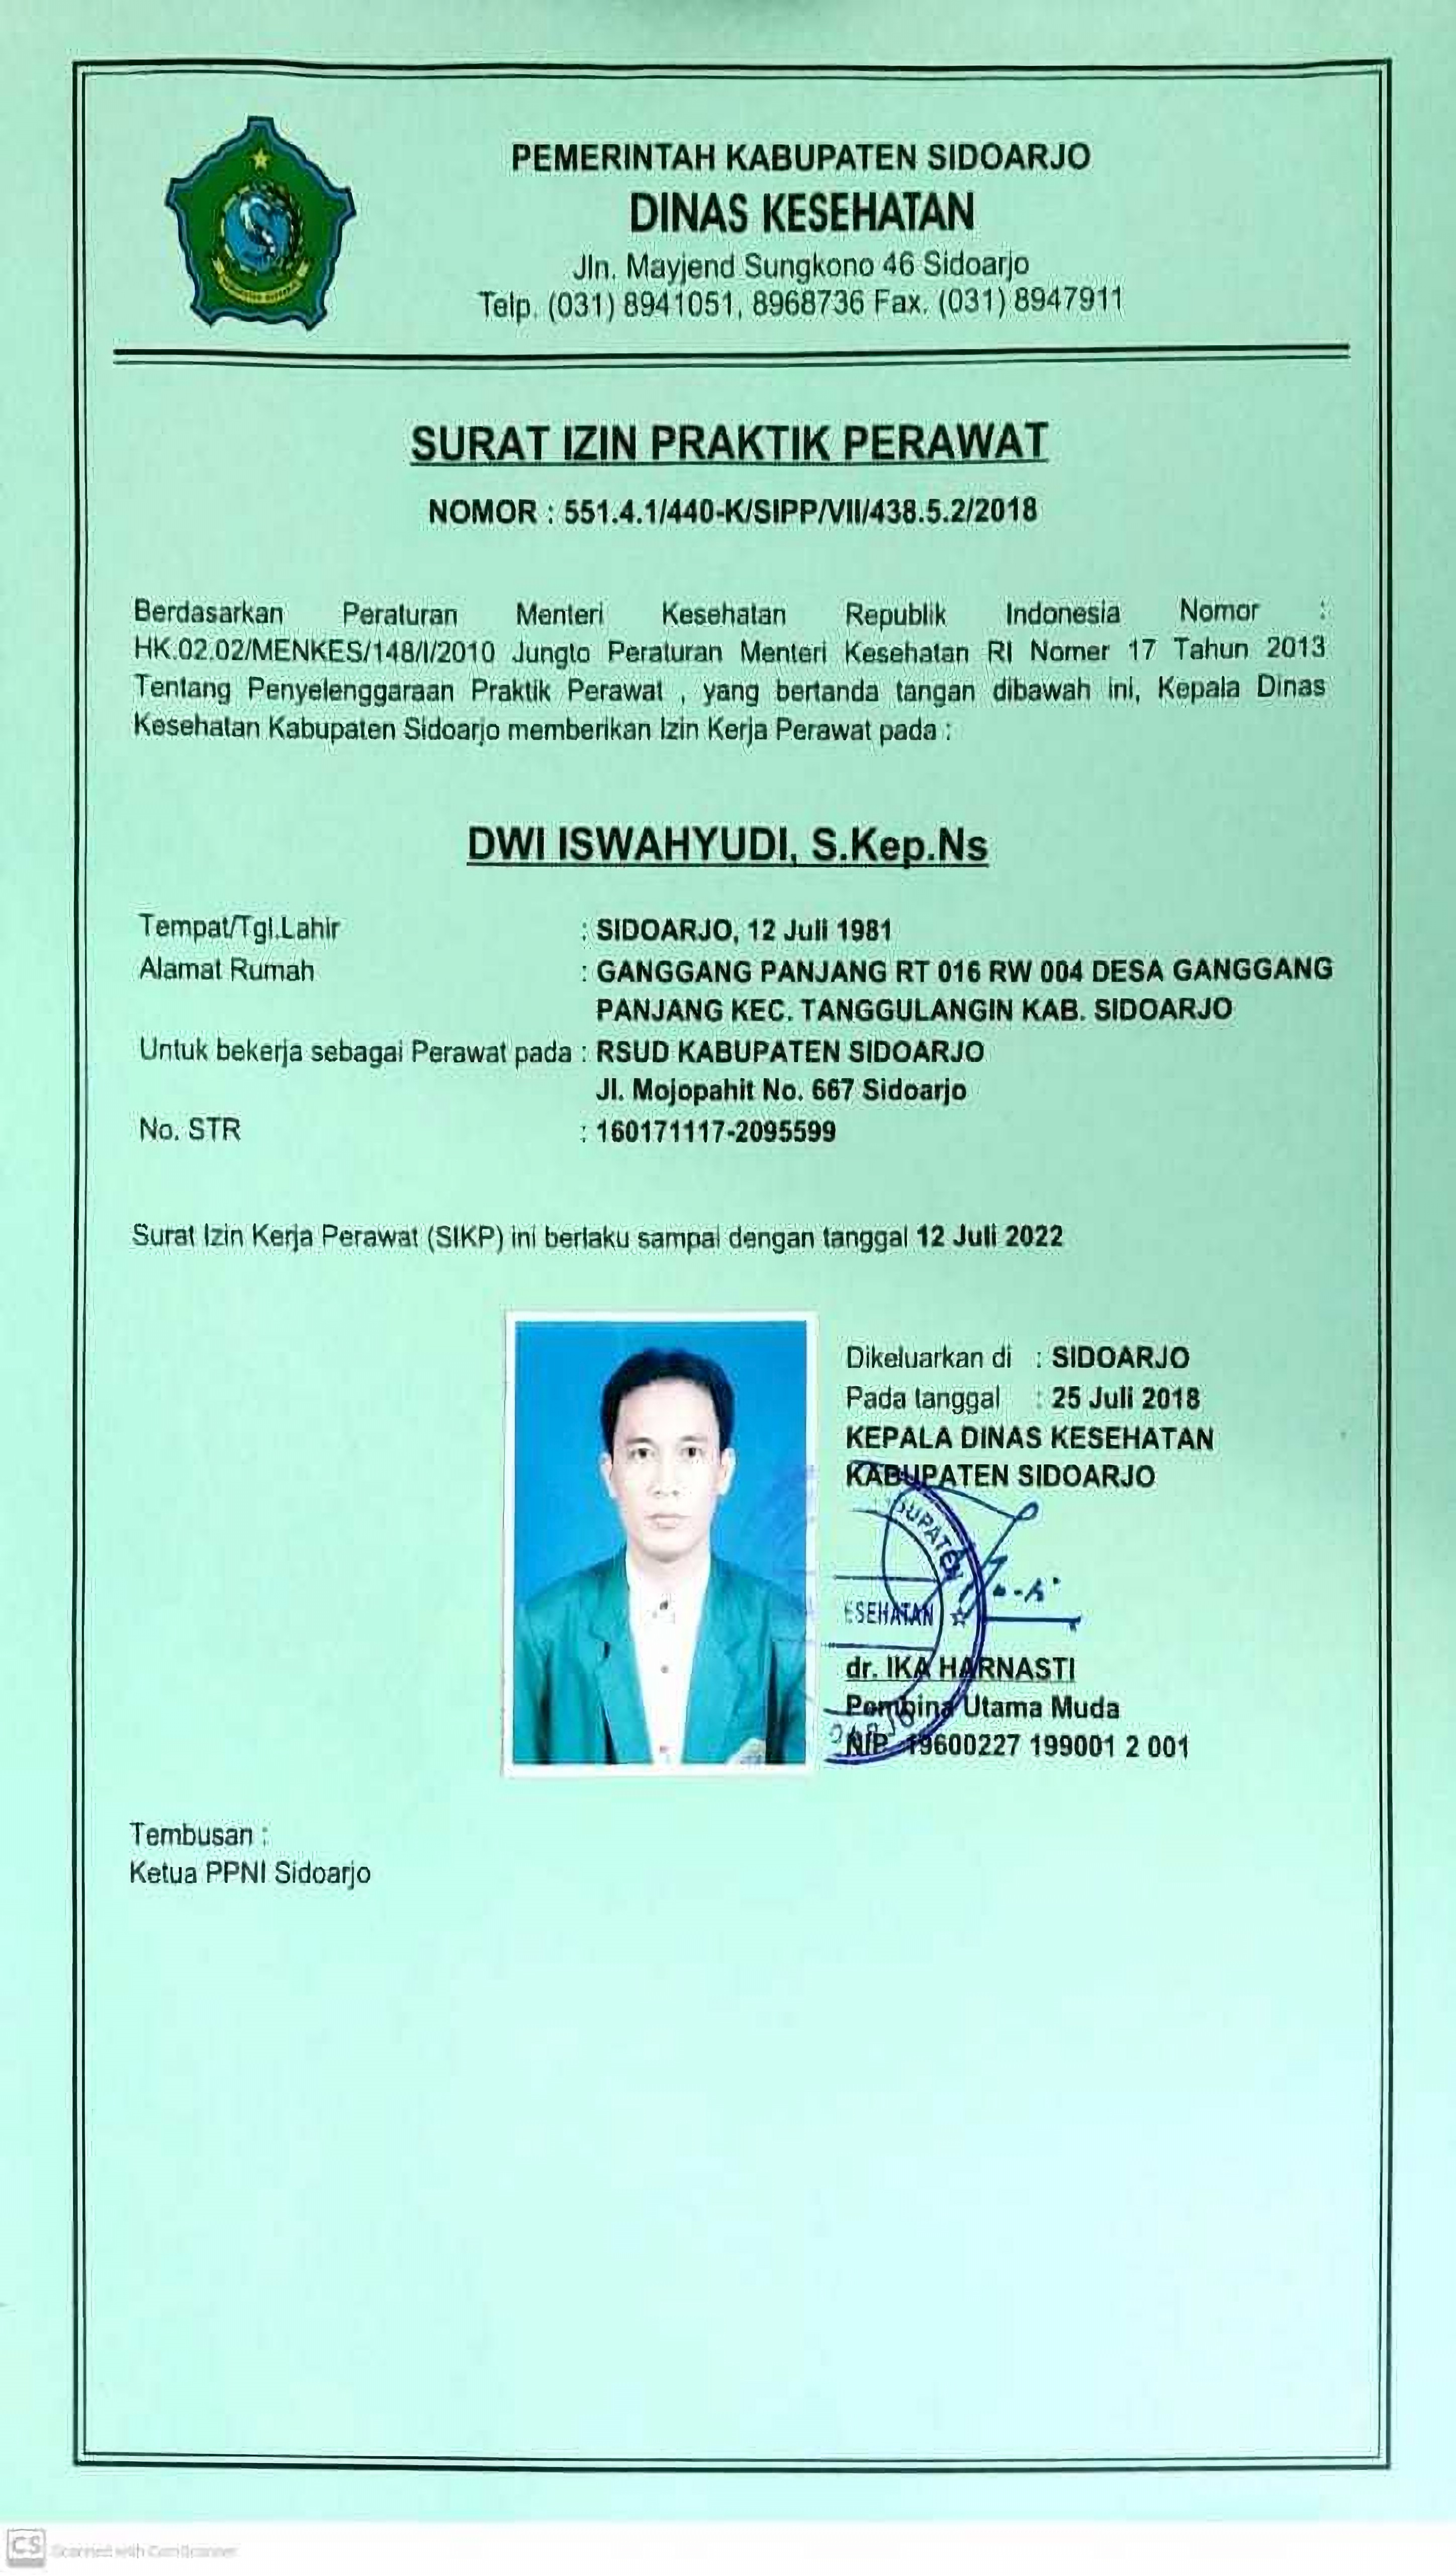 PEMERINTAH KABUPATEN SIDOARJO
DINAS KESEHATAN
Jln. Mayjend Sungkono 46 Sidoarjo
Telp. (031) 8941051, 8968736 Fax. (031) 8947911
SURAT IZIN PRAKTIK PERAWAT
NOMOR : 551.4.1/440-K/SIPP/VII/438.5.2/2018
Berdasarkan Peraturan Menteri Kesehatan Republik Indonesia Nomor :
HK.02.02/MENKES/148/I/2010 Jungto Peraturan Menteri Kesehatan RI Nomer 17 Tahun 2013
Tentang Penyelenggaraan Praktik Perawat , yang bertanda tangan dibawah ini, Kepala Dinas
Kesehatan Kabupaten Sidoarjo memberikan Izin Kerja Perawat pada :
DWI ISWAHYUDI, S.Kep.Ns
Tempat/Tgl.Lahir : SIDOARJO, 12 Juli 1981
Alamat Rumah : GANGGANG PANJANG RT 016 RW 004 DESA GANGGANG
PANJANG KEC. TANGGULANGIN KAB. SIDOARJO
Untuk bekerja sebagai Perawat pada : RSUD KABUPATEN SIDOARJO
Jl. Mojopahit No. 667 Sidoarjo
No. STR : 160171117-2095599
Surat Izin Kerja Perawat (SIKP) ini berlaku sampai dengan tanggal 12 Juli 2022
Dikeluarkan di : SIDOARJO
Pada tanggal : 25 Juli 2018
KEPALA DINAS KESEHATAN
KABUPATEN SIDOARJO
UPATEN
ESEHATAN
dr. IKA HARNASTI
Pembina Utama Muda
NIP. 19600227 199001 2 001
Tembusan :
Ketua PPNI Sidoarjo
CS Scanned with CamScanner